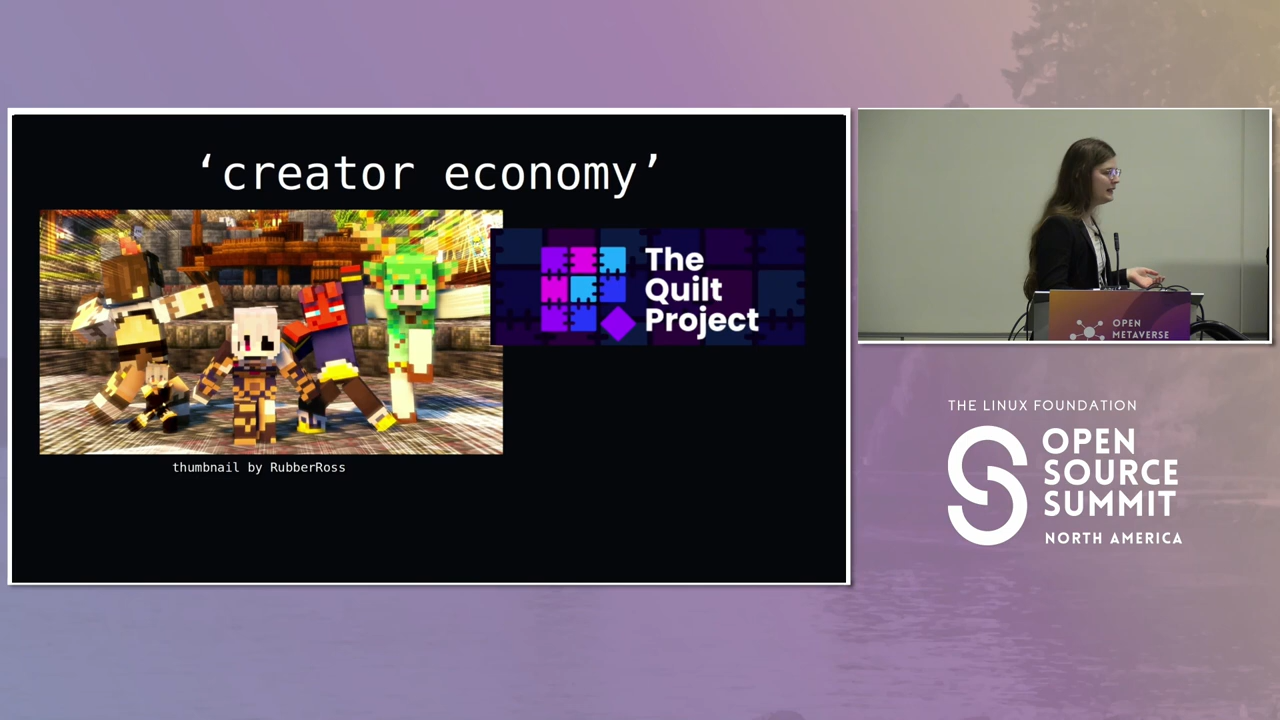 ‘creator economy’
The
Quilt
Project
thumbnail by RubberRoss
OPEN
METAVERSE
THE LINUX FOUNDATION
OPEN
SOURCE
SUMMIT
NORTH AMERICA